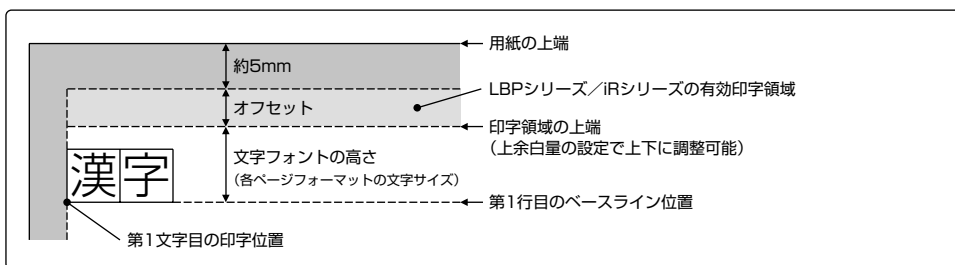 用紙の上端
約5mm
LBPシリーズ／iRシリーズの有効印字領域
オフセット
印字領域の上端
（上余白量の設定で上下に調整可能）
文字フォントの高さ
（各ページフォーマットの文字サイズ）
漢字
第1行目のベースライン位置
第1文字目の印字位置